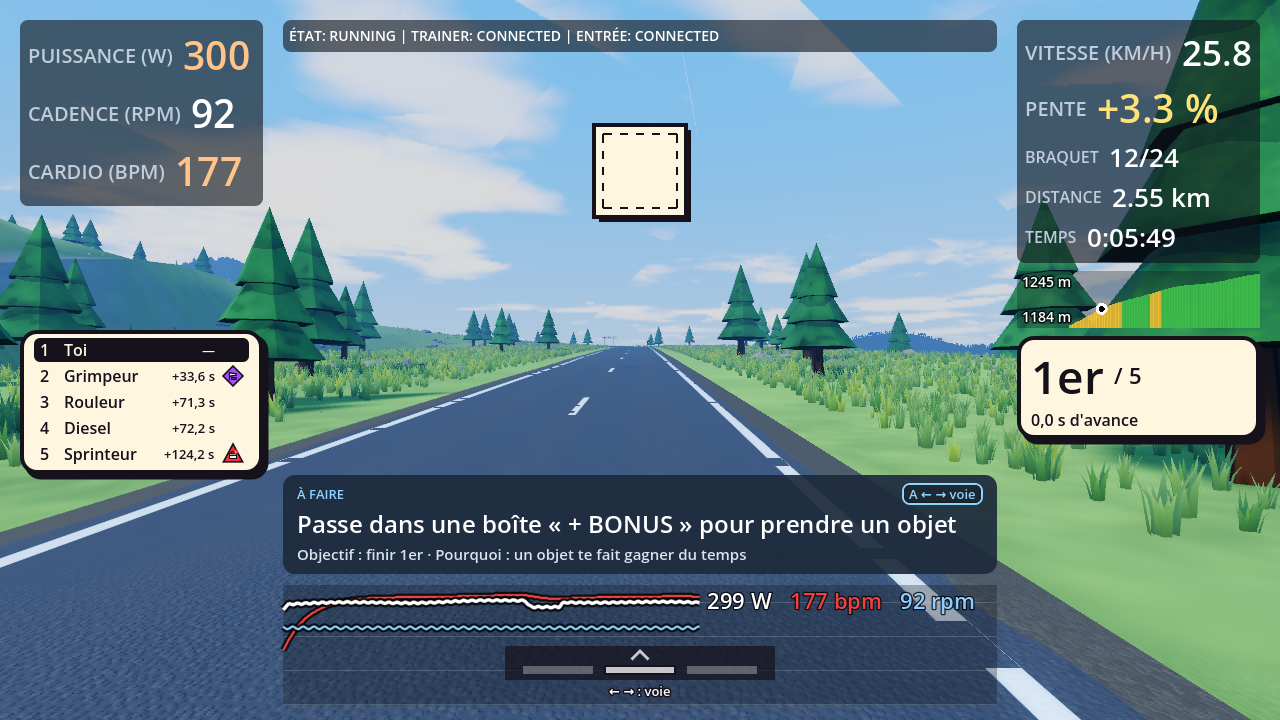 PUISSANCE (W) 300
CADENCE (RPM) 92
CARDIO (BPM) 177
ÉTAT: RUNNING | TRAINER: CONNECTED | ENTRÉE: CONNECTED
VITESSE (KM/H) 25.8
PENTE +3.3 %
BRAQUET 12/24
DISTANCE 2.55 km
TEMPS 0:05:49
1245 m
1184 m
1 Toi —
2 Grimpeur +33,6 s
3 Rouleur +71,3 s
4 Diesel +72,2 s
5 Sprinteur +124,2 s
1er / 5
0,0 s d'avance
À FAIRE
A ← → voie
Passe dans une boîte « + BONUS » pour prendre un objet
Objectif : finir 1er · Pourquoi : un objet te fait gagner du temps
299 W 177 bpm 92 rpm
← → : voie